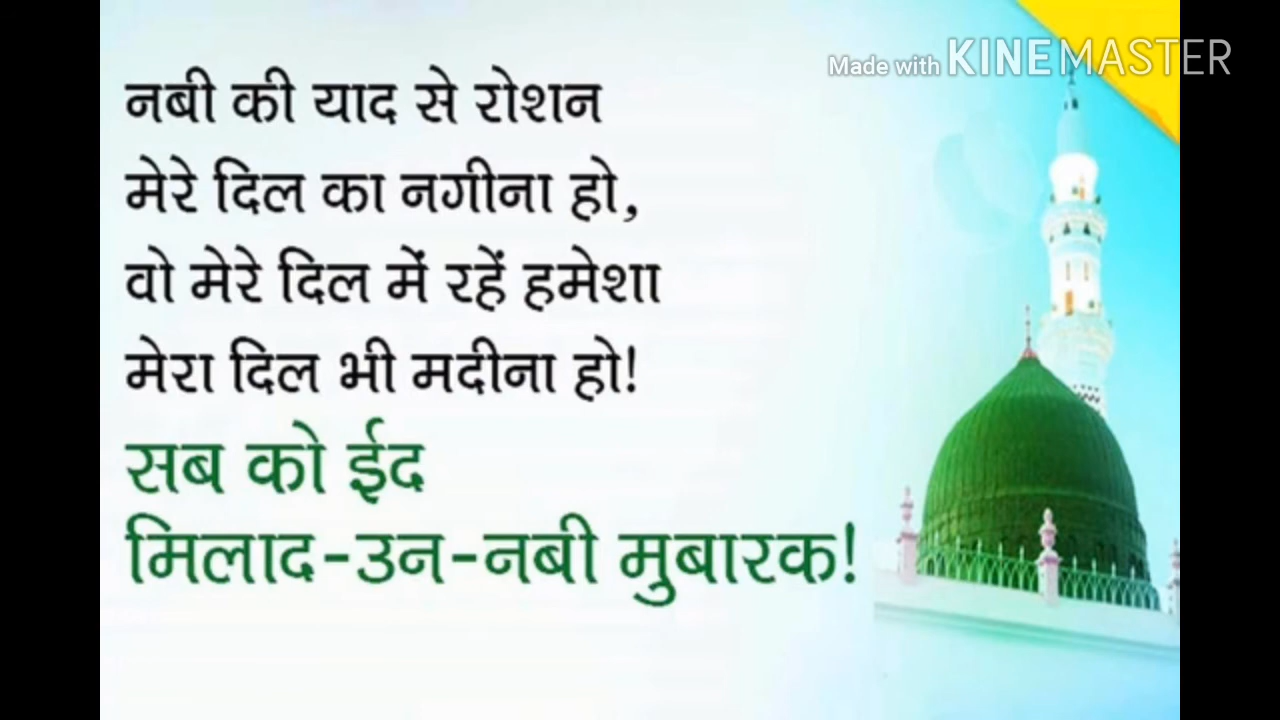 Made with KINEMASTER
नबी की याद से रोशन
मेरे दिल का नगीना हो,
वो मेरे दिल में रहें हमेशा
मेरा दिल भी मदीना हो!
सब को ईद
मिलाद-उन-नबी मुबारक!